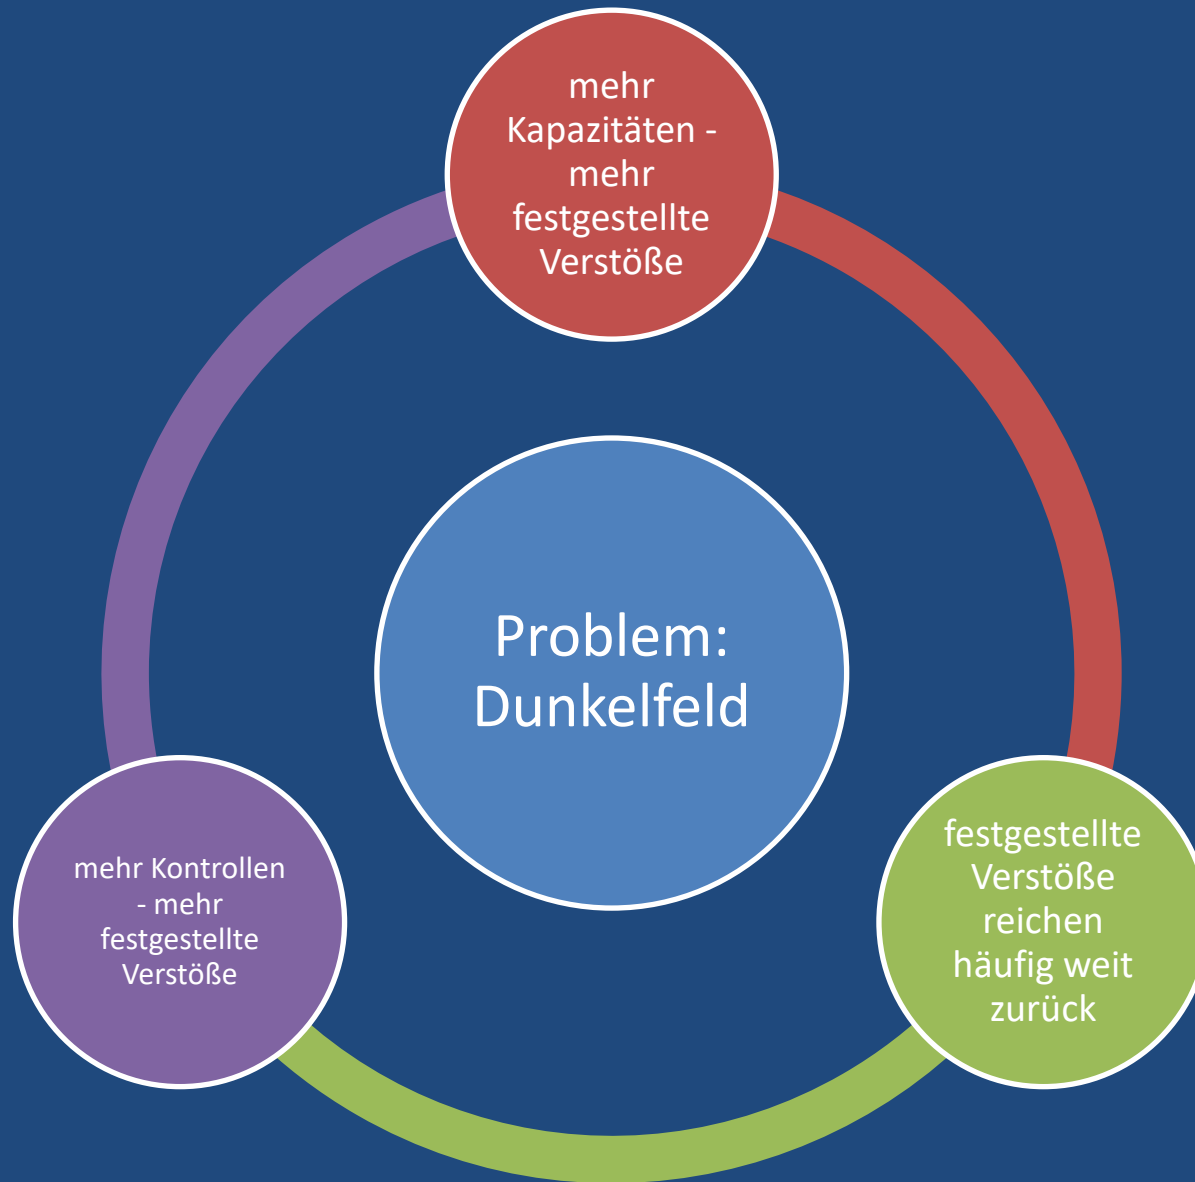 mehr
Kapazitäten -
mehr
festgestellte
Verstöße
Problem:
Dunkelfeld
festgestellte
Verstöße
reichen
häufig weit
zurück
mehr Kontrollen
- mehr
festgestellte
Verstöße